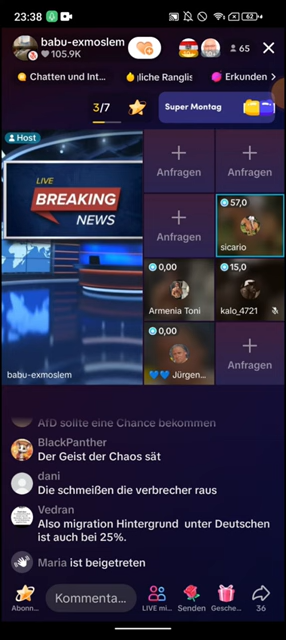 23:38
62
babu-exmoslem
105.9K
65
Chatten und Int...
liche Ranglis
Erkunden
3/7
Super Montag
Host
LIVE
BREAKING
NEWS
babu-exmoslem
Anfragen
Anfragen
Anfragen
57,0
sicario
0,00
Armenia Toni
15,0
kalo_4721
0,00
Jürgen...
Anfragen
AfD sollte eine Chance bekommen
BlackPanther
Der Geist der Chaos sät
dani
Die schmeißen die verbrecher raus
Vedran
Also migration Hintgrund unter Deutschen
ist auch bei 25%.
Maria ist beigetreten
Abonn...
Kommenta...
LIVE mi...
Senden
Gesche...
36